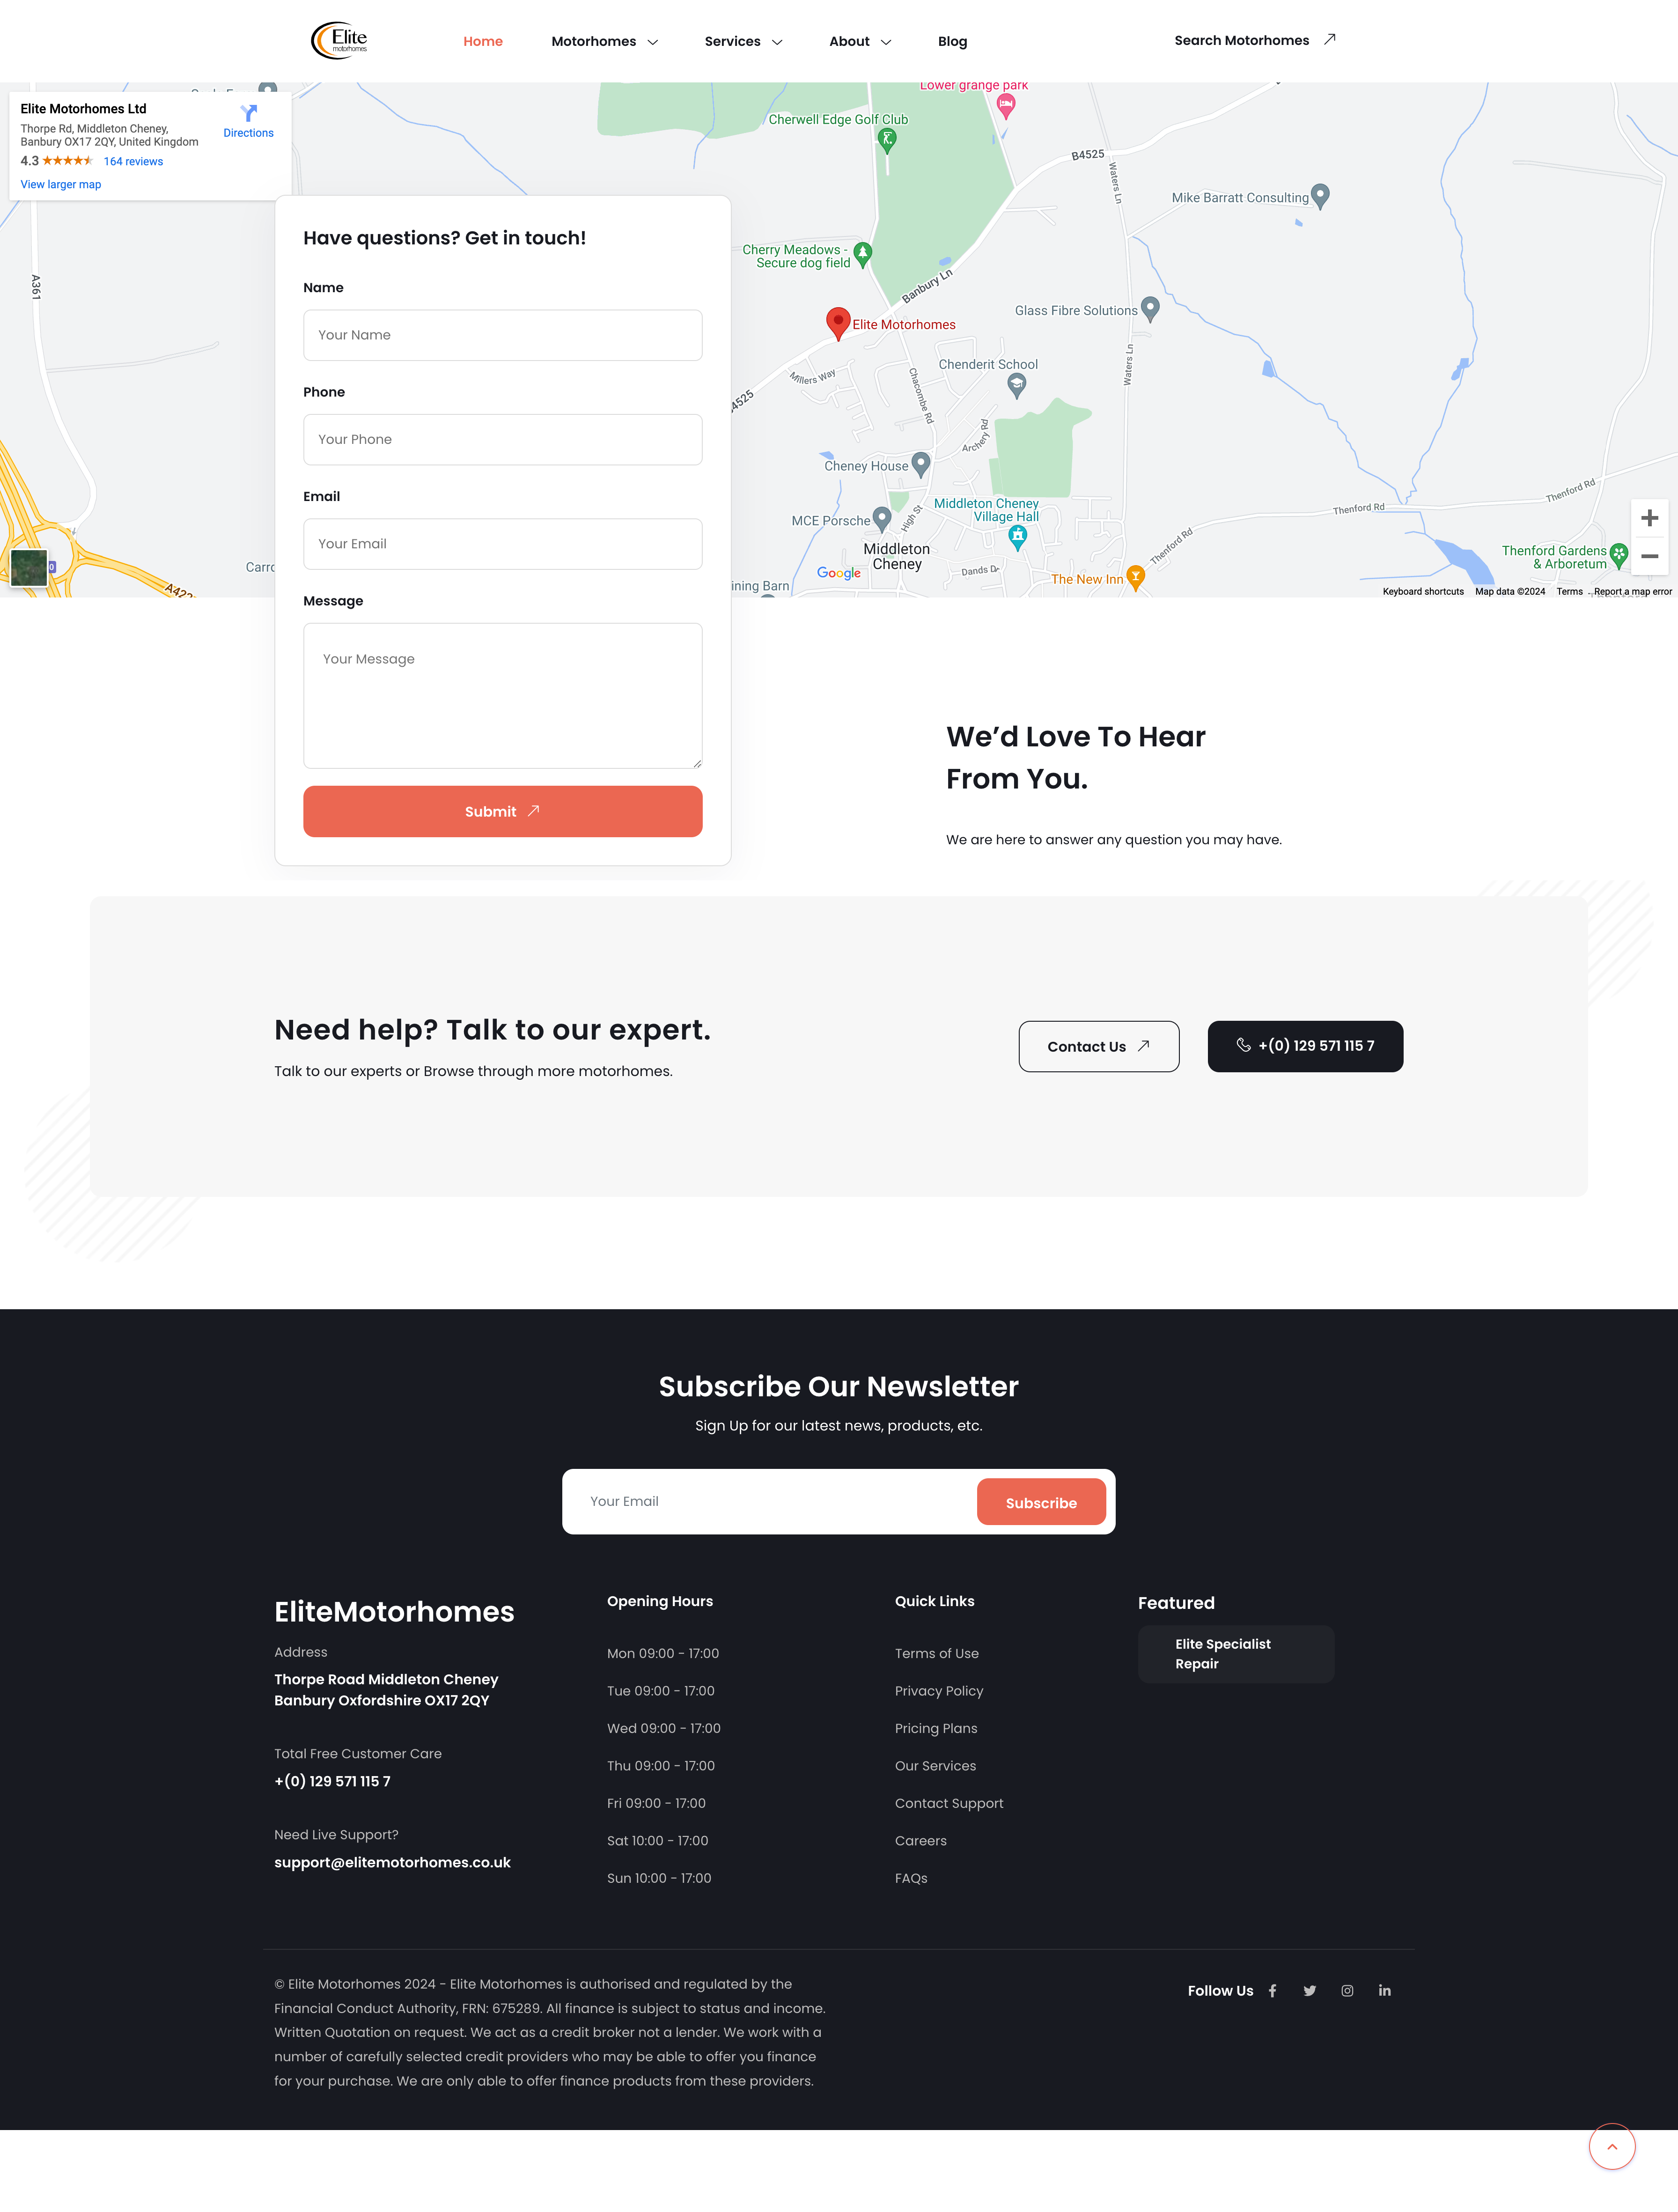 Elite
motorhomes
Home
Motorhomes
Services
About
Blog
Search Motorhomes
Elite Motorhomes Ltd
Thorpe Rd, Middleton Cheney,
Banbury OX17 2QY, United Kingdom
4.3
164 reviews
View larger map
Directions
Lower grange park
Cherwell Edge Golf Club
B4525
Waters Ln
Mike Barratt Consulting
Cherry Meadows -
Secure dog field
Banbury Ln
A361
Glass Fibre Solutions
Elite Motorhomes
Waters Ln
Chenderit School
Millers Way
Chacombe Rd
Archery Rd
Cheney House
Middleton Cheney
Village Hall
MCE Porsche
High St
Middleton
Cheney
Thenford Rd
Thenford Rd
Thenford Rd
Thenford Gardens
& Arboretum
Google
Dands Dr
The New Inn
A422
Keyboard shortcuts
Map data ©2024
Terms
Report a map error
Have questions? Get in touch!
Name
Your Name
Phone
Your Phone
Email
Your Email
Message
Your Message
Submit
We’d Love To Hear
From You.
We are here to answer any question you may have.
Need help? Talk to our expert.
Talk to our experts or Browse through more motorhomes.
Contact Us
+(0) 129 571 115 7
Subscribe Our Newsletter
Sign Up for our latest news, products, etc.
Your Email
Subscribe
EliteMotorhomes
Address
Thorpe Road Middleton Cheney
Banbury Oxfordshire OX17 2QY
Total Free Customer Care
+(0) 129 571 115 7
Need Live Support?
support@elitemotorhomes.co.uk
Opening Hours
Mon 09:00 - 17:00
Tue 09:00 - 17:00
Wed 09:00 - 17:00
Thu 09:00 - 17:00
Fri 09:00 - 17:00
Sat 10:00 - 17:00
Sun 10:00 - 17:00
Quick Links
Terms of Use
Privacy Policy
Pricing Plans
Our Services
Contact Support
Careers
FAQs
Featured
Elite Specialist
Repair
© Elite Motorhomes 2024 - Elite Motorhomes is authorised and regulated by the
Financial Conduct Authority, FRN: 675289. All finance is subject to status and income.
Written Quotation on request. We act as a credit broker not a lender. We work with a
number of carefully selected credit providers who may be able to offer you finance
for your purchase. We are only able to offer finance products from these providers.
Follow Us